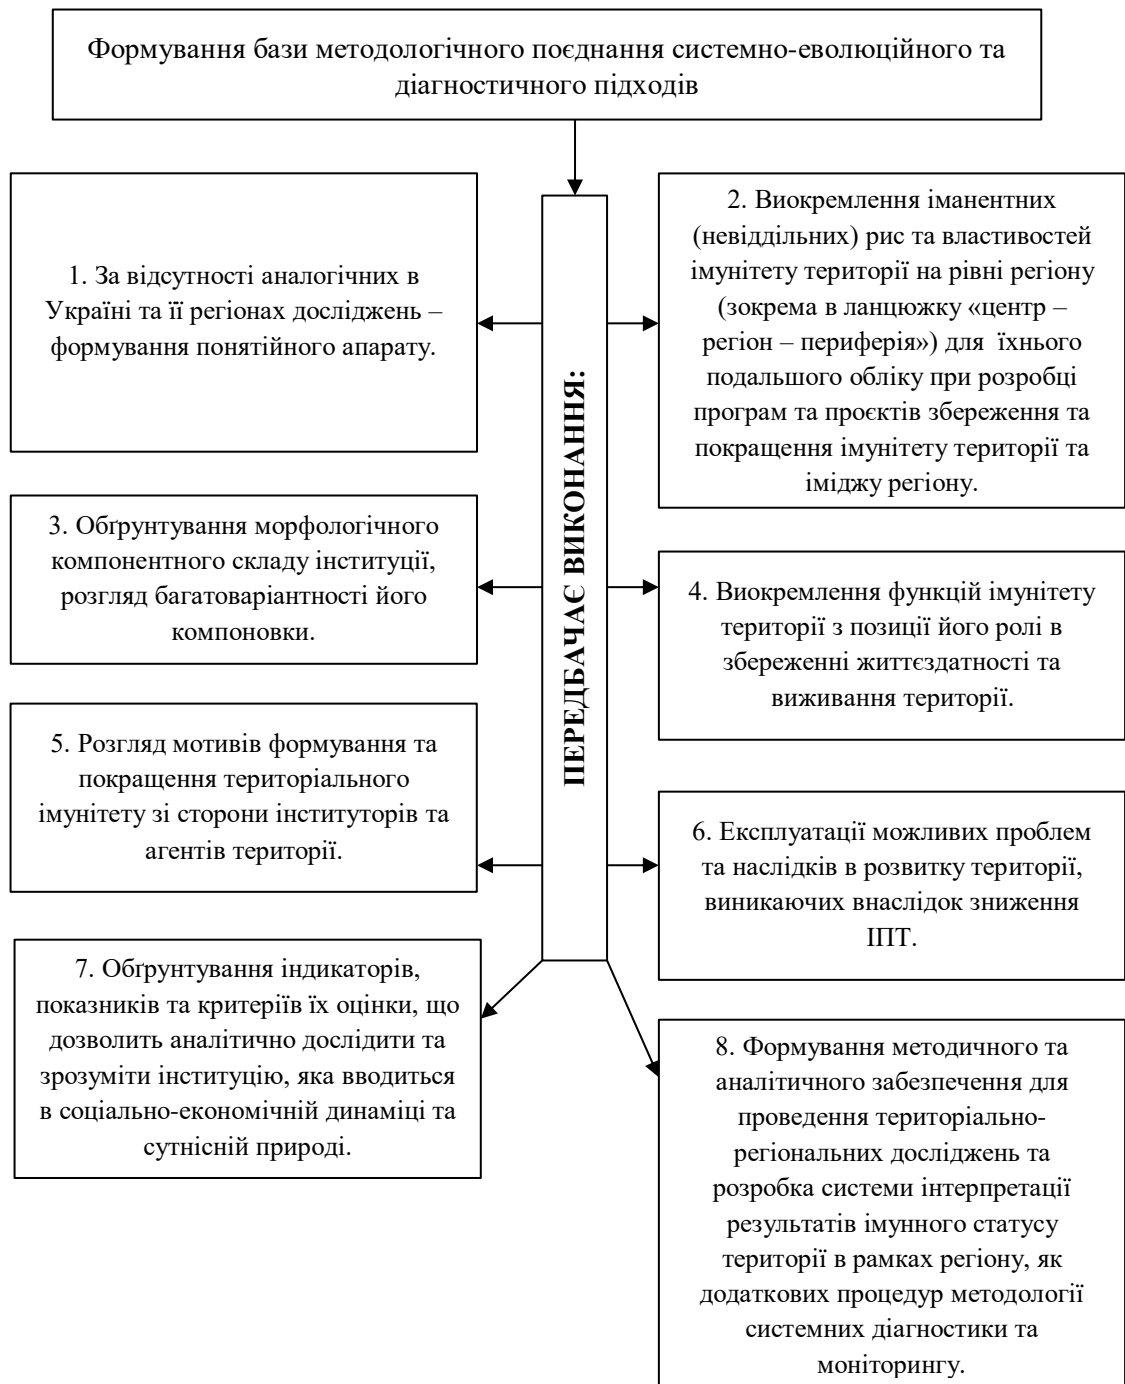 Формування бази методологічного поєднання системно-еволюційного та
діагностичного підходів
ПЕРЕДБАЧАЄ ВИКОНАННЯ:
1. За відсутності аналогічних в
Україні та її регіонах досліджень –
формування понятійного апарату.
2. Виокремлення іманентних
(невіддільних) рис та властивостей
імунітету території на рівні регіону
(зокрема в ланцюжку «центр –
регіон – периферія») для їхнього
подальшого обліку при розробці
програм та проєктів збереження та
покращення імунітету території та
іміджу регіону.
3. Обґрунтування морфологічного
компонентного складу інституції,
розгляд багатоваріантності його
компоновки.
4. Виокремлення функцій імунітету
території з позиції його ролі в
збереженні життєздатності та
виживання території.
5. Розгляд мотивів формування та
покращення територіального
імунітету зі сторони інституторів та
агентів території.
6. Експлуатації можливих проблем
та наслідків в розвитку території,
виникаючих внаслідок зниження
ІПТ.
7. Обґрунтування індикаторів,
показників та критеріїв їх оцінки, що
дозволить аналітично дослідити та
зрозуміти інституцію, яка вводиться
в соціально-економічній динаміці та
сутнісній природі.
8. Формування методичного та
аналітичного забезпечення для
проведення територіально-
регіональних досліджень та
розробка системи інтерпретації
результатів імунного статусу
території в рамках регіону, як
додаткових процедур методології
системних діагностики та
моніторингу.